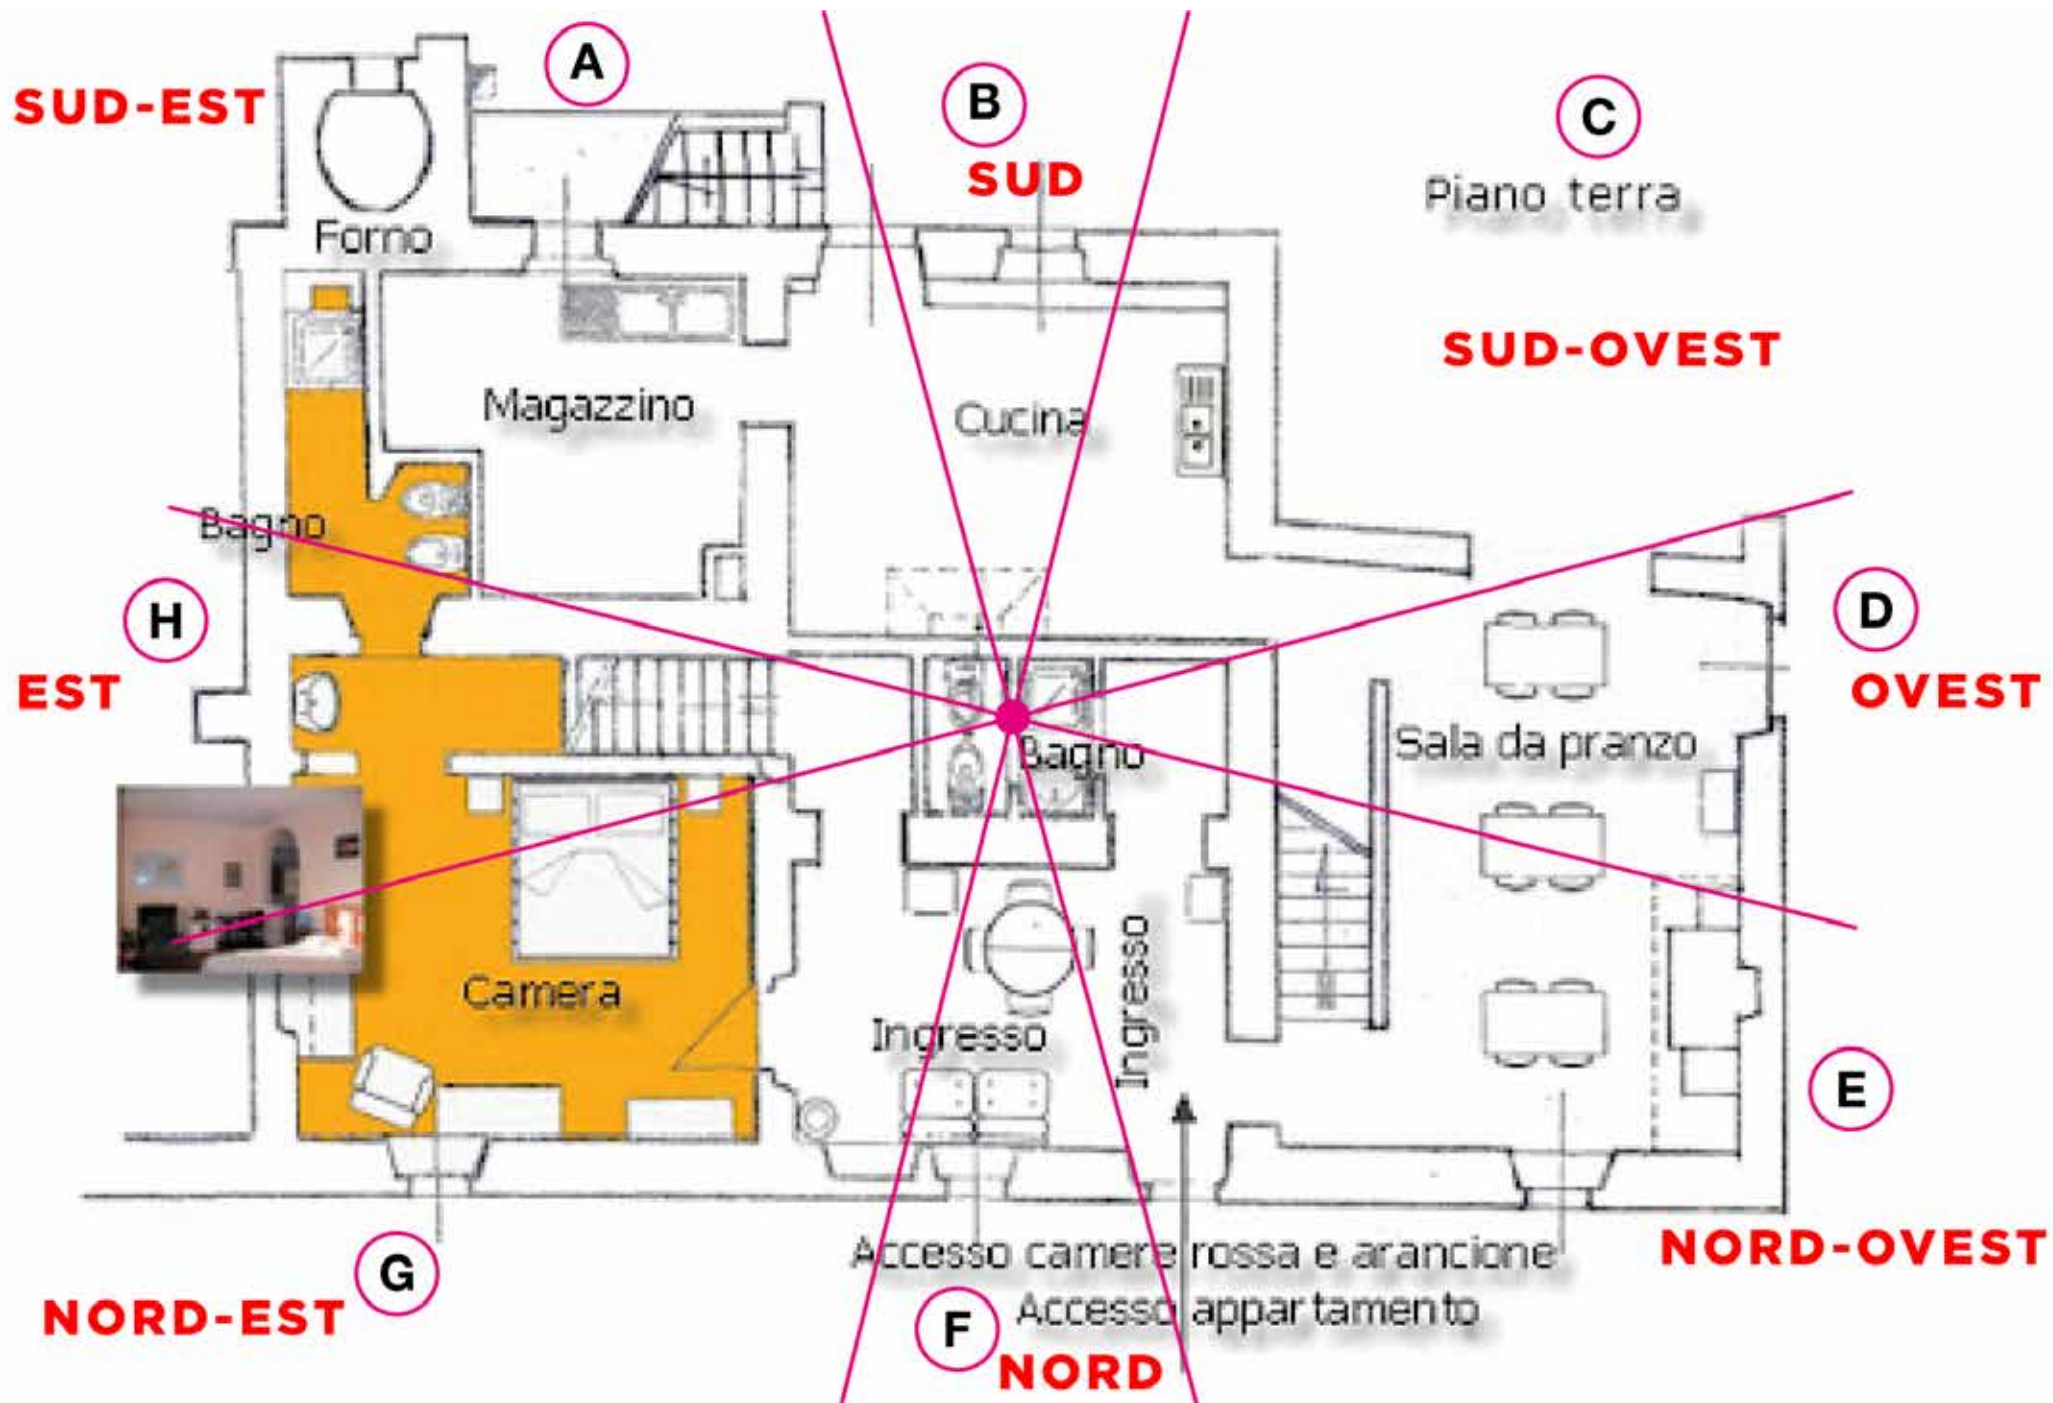 A
B
C
SUD-EST
SUD
Piano terra
Forno
SUD-OVEST
Magazzino
Cucina
Bagno
H
D
EST
OVEST
Bagno
Sala da pranzo
Camera
Ingresso
Ingresso
E
G
Accesso camere rossa e arancione
NORD-OVEST
NORD-EST
F
Accesso appartamento
NORD